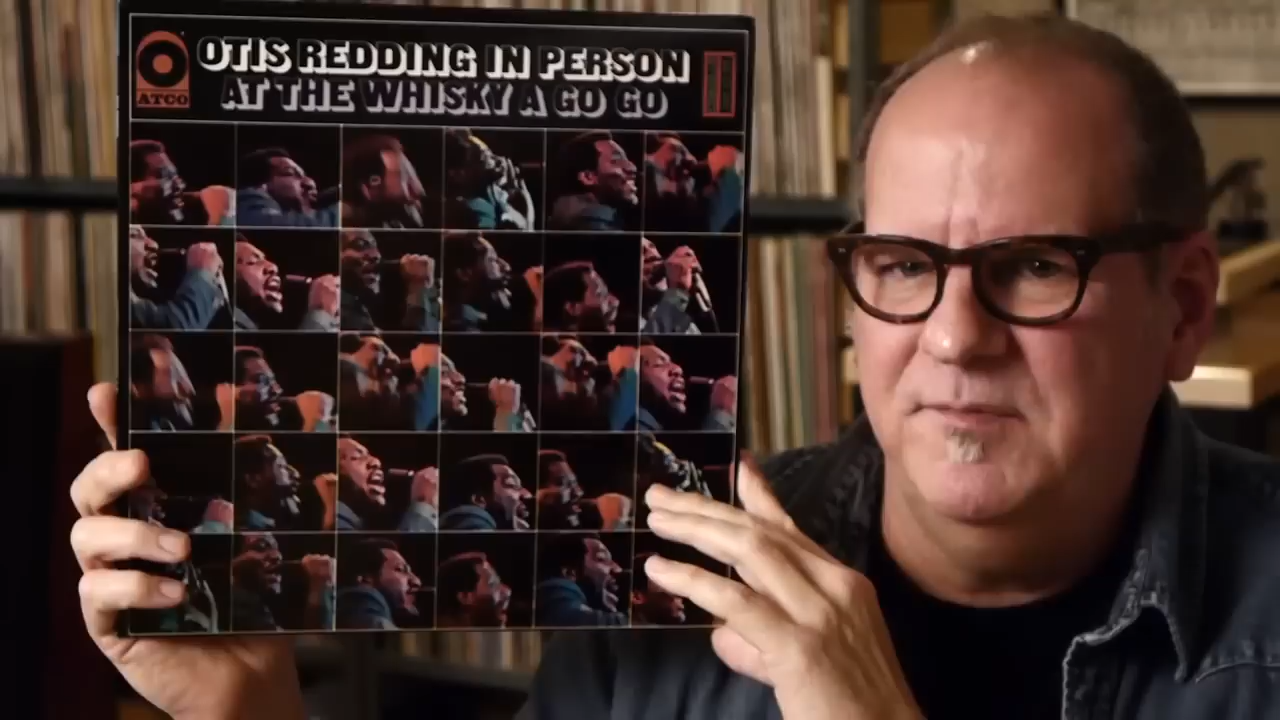 OTIS REDDING IN PERSON
AT THE WHISKY A GO GO
ATCO